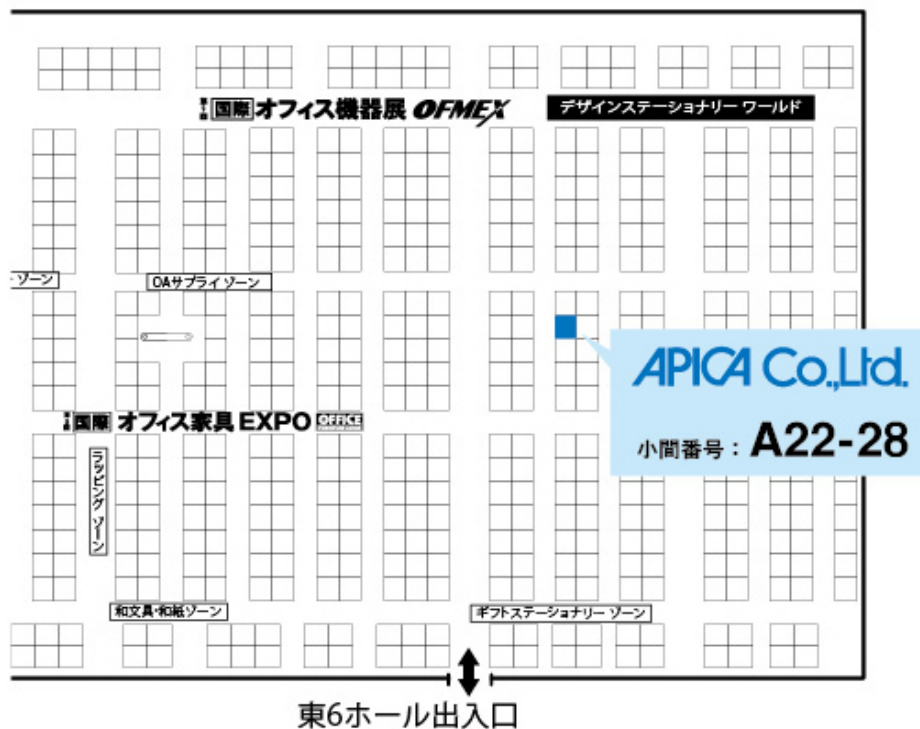 国際 オフィス機器展 OFMEX
デザインステーショナリー ワールド
ゾーン
OAサプライ ゾーン
APICA Co.,Ltd.
小間番号：A22-28
国際 オフィス家具 EXPO OFFICE
ラッピング ゾーン
和文具・和紙ゾーン
ギフトステーショナリー ゾーン
東6ホール出入口